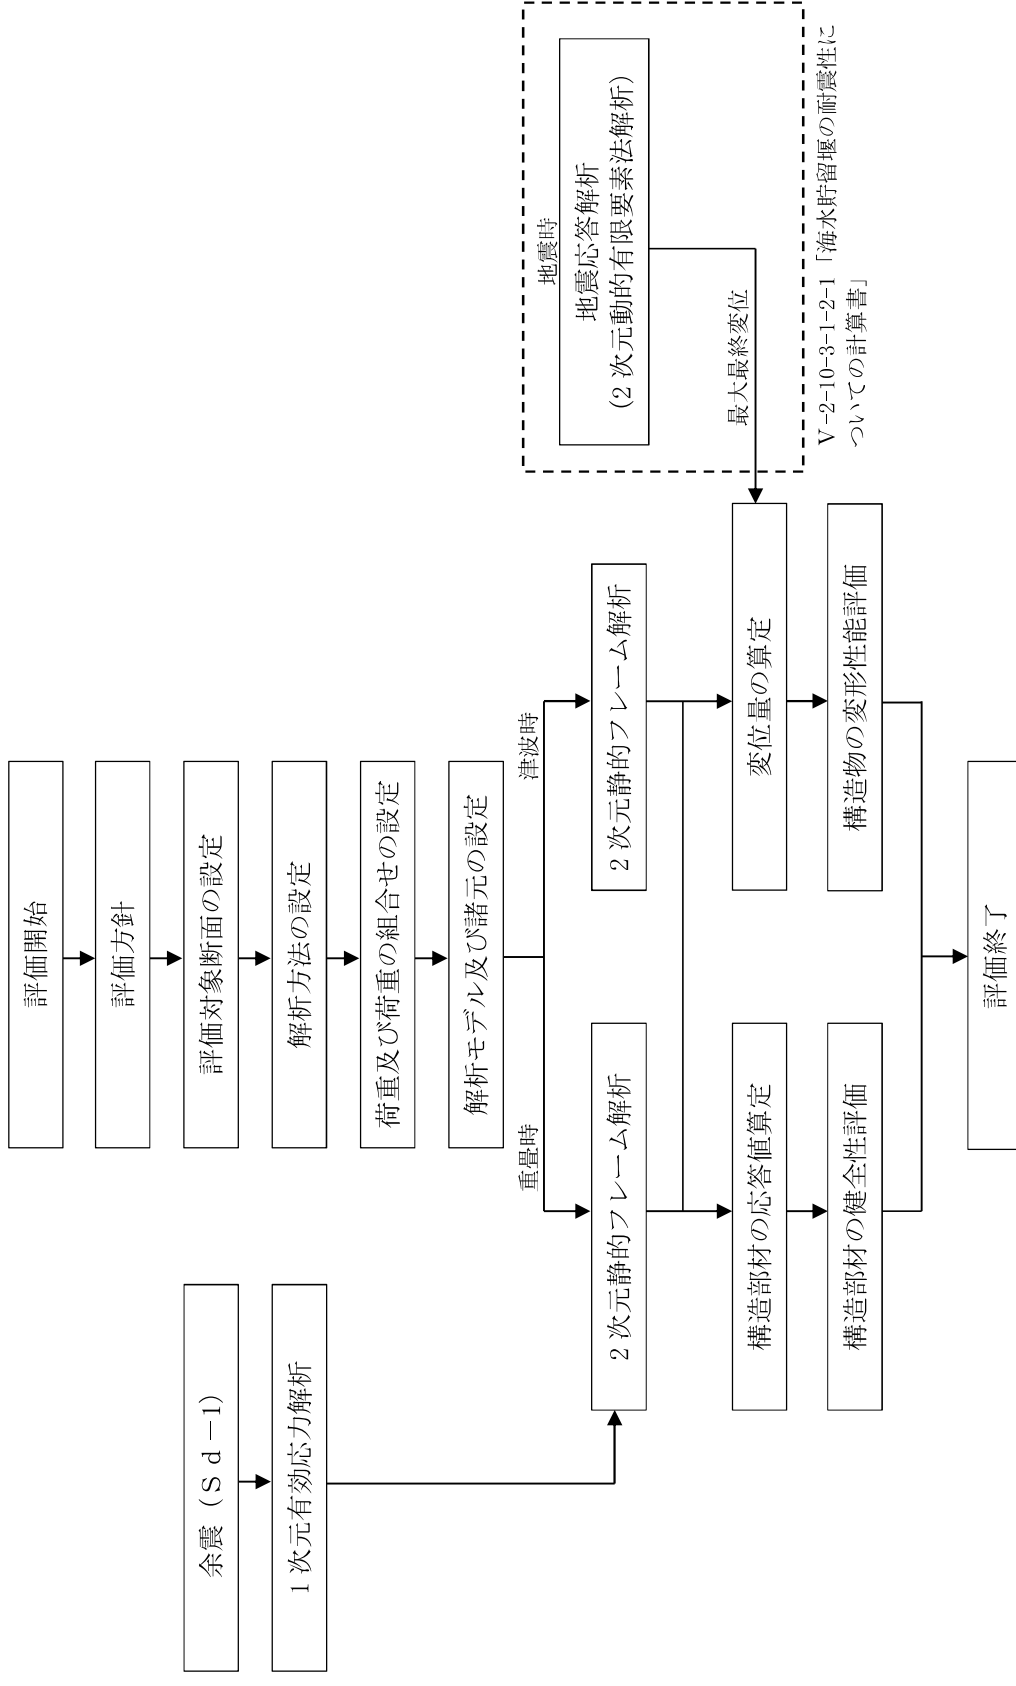 評価開始
評価方針
評価対象断面の設定
解析方法の設定
荷重及び荷重の組合せの設定
解析モデル及び諸元の設定
余震（Ｓｄ－１）
１次元有効応力解析
重畳時
津波時
２次元静的フレーム解析
２次元静的フレーム解析
地震時
地震応答解析
(２次元動的有限要素法解析)
最大最終変位
Ⅴ-2-10-3-1-2-1「海水貯留堰の耐震性に
ついての計算書」
構造部材の応答値算定
変位量の算定
構造部材の健全性評価
構造物の変形性能評価
評価終了